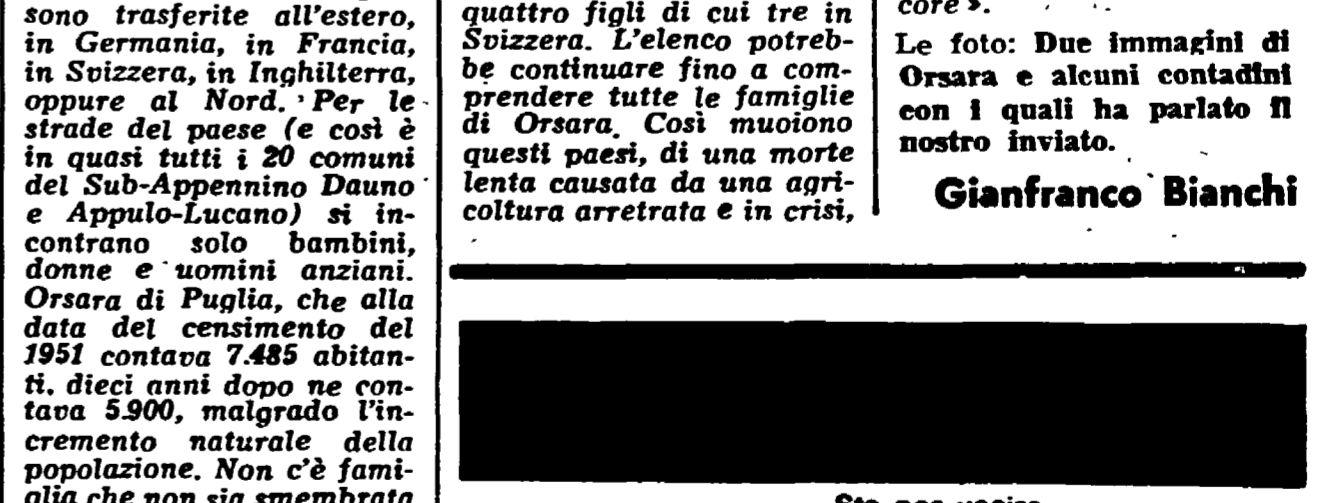 sono trasferite all'estero,
in Germania, in Francia,
in Svizzera, in Inghilterra,
oppure al Nord. Per le
strade del paese (e così è
in quasi tutti i 20 comuni
del Sub-Appennino Dauno
e Appulo-Lucano) si in-
contrano solo bambini,
donne e uomini anziani.
Orsara di Puglia, che alla
data del censimento del
1951 contava 7.485 abitan-
ti. dieci anni dopo ne con-
tava 5.900, malgrado l'in-
cremento naturale della
popolazione. Non c'è fami-
glia che non sia smembrata
quattro figli di cui tre in
Svizzera. L'elenco potreb-
be continuare fino a com-
prendere tutte le famiglie
di Orsara. Così muoiono
questi paesi, di una morte
lenta causata da una agri-
coltura arretrata e in crisi,
core ».
Le foto: Due immagini di
Orsara e alcuni contadini
con i quali ha parlato il
nostro inviato.
Gianfranco Bianchi